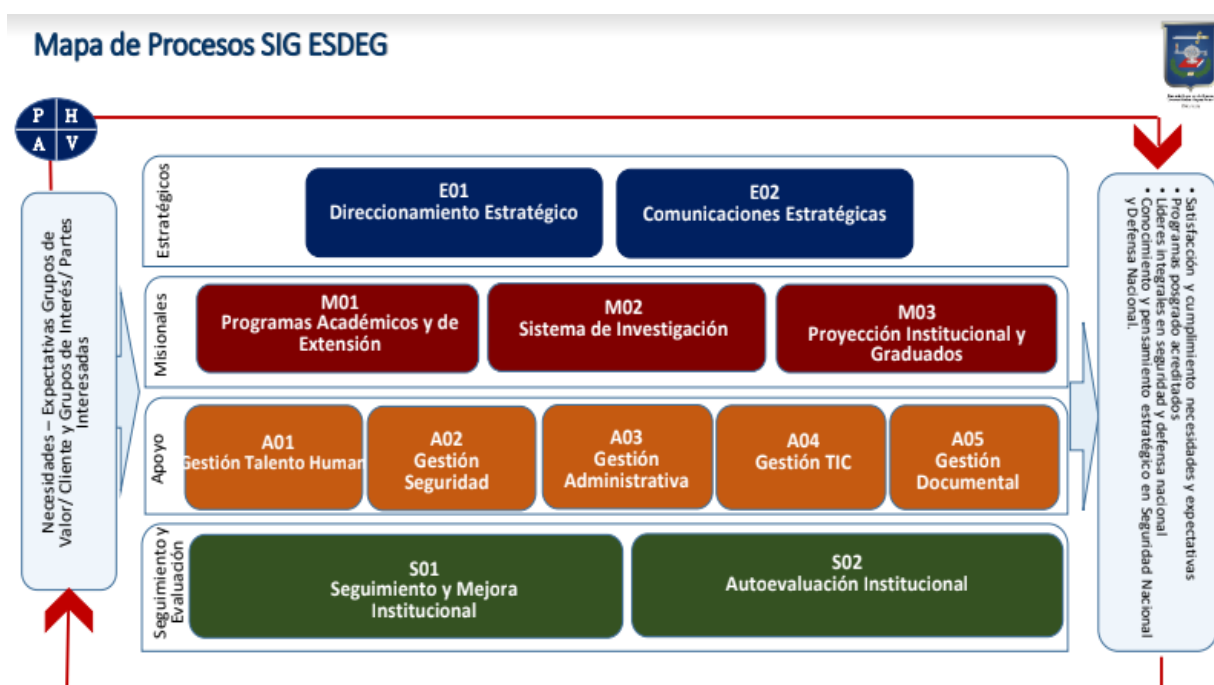 Mapa de Procesos SIG ESDEG
P H
A V
Necesidades – Expectativas Grupos de
Valor/ Cliente y Grupos de Interés/ Partes
Interesadas
Estratégicos
E01
Direccionamiento Estratégico
E02
Comunicaciones Estratégicas
Misionales
M01
Programas Académicos y de
Extensión
M02
Sistema de Investigación
M03
Proyección Institucional y
Graduados
Apoyo
A01
Gestión Talento Human
A02
Gestión
Seguridad
A03
Gestión
Administrativa
A04
Gestión TIC
A05
Gestión
Documental
Seguimiento y
Evaluación
S01
Seguimiento y Mejora
Institucional
S02
Autoevaluación Institucional
• Satisfacción y cumplimiento necesidades y expectativas
• Programas posgrado acreditados
• Líderes integrales en seguridad y defensa nacional
• Conocimiento y pensamiento estratégico en Seguridad Nacional
y Defensa Nacional.